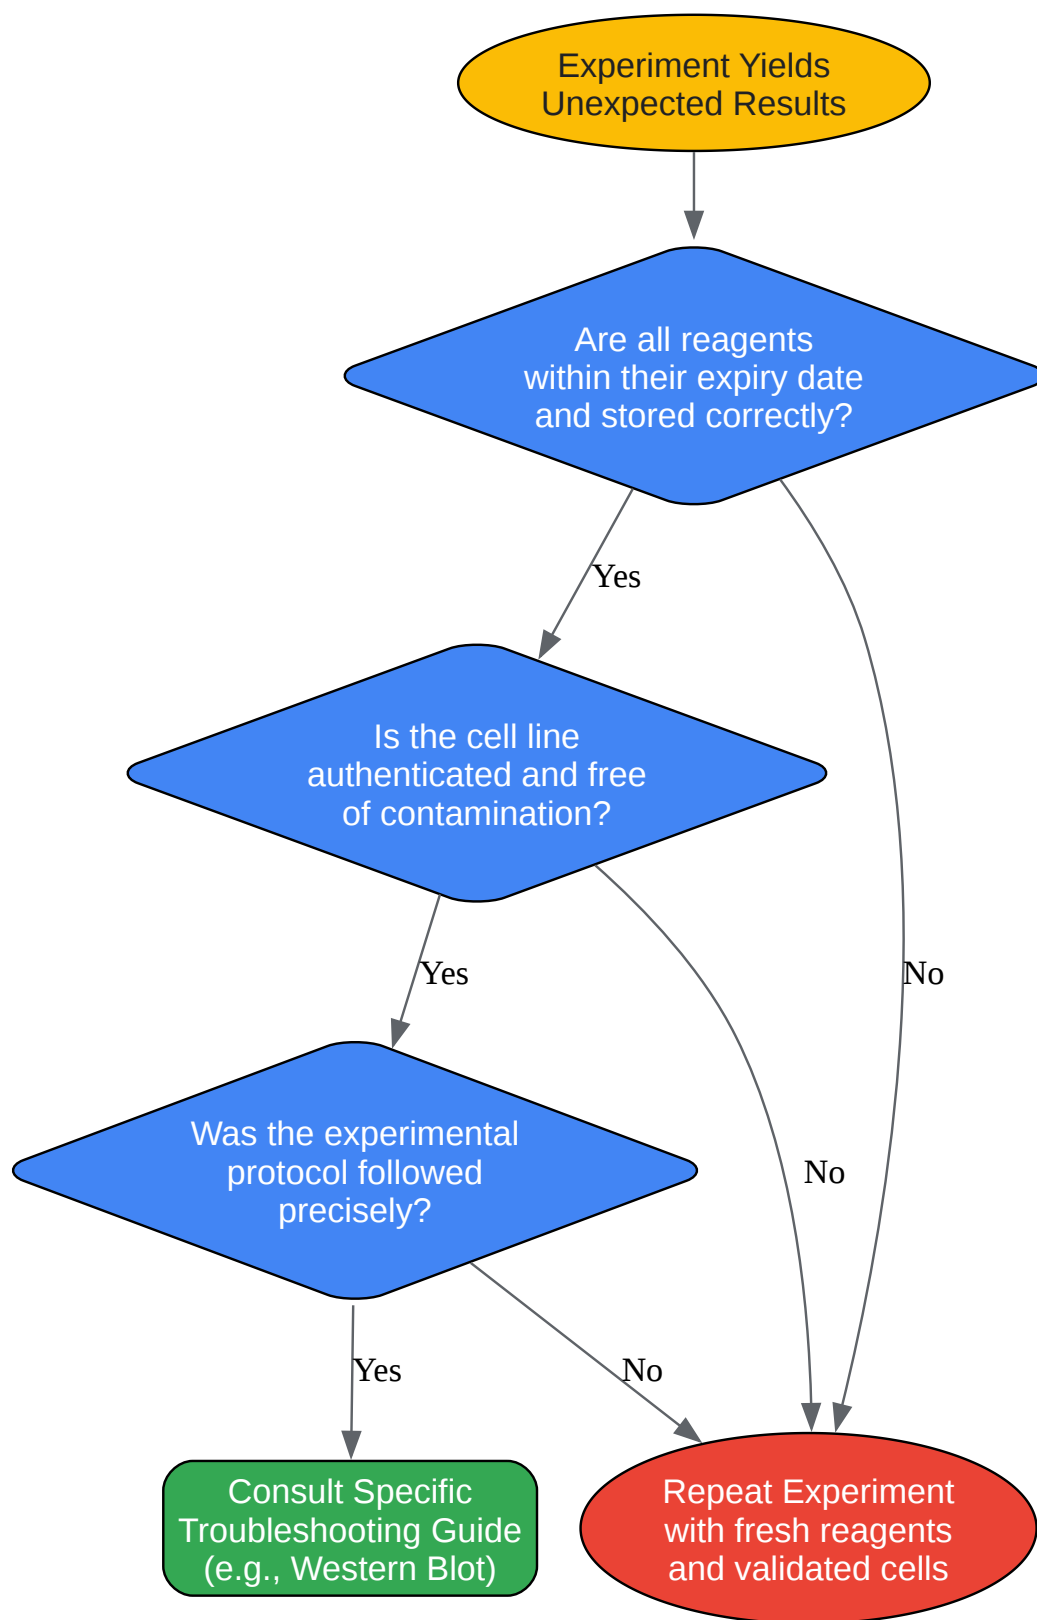 Experiment Yields
Unexpected Results
Are all reagents
within their expiry date
and stored correctly?
Yes
Is the cell line
authenticated and free
of contamination?
Yes
No
Was the experimental
protocol followed
precisely?
No
Yes
No
Consult Specific
Troubleshooting Guide
(e.g., Western Blot)
Repeat Experiment
with fresh reagents
and validated cells